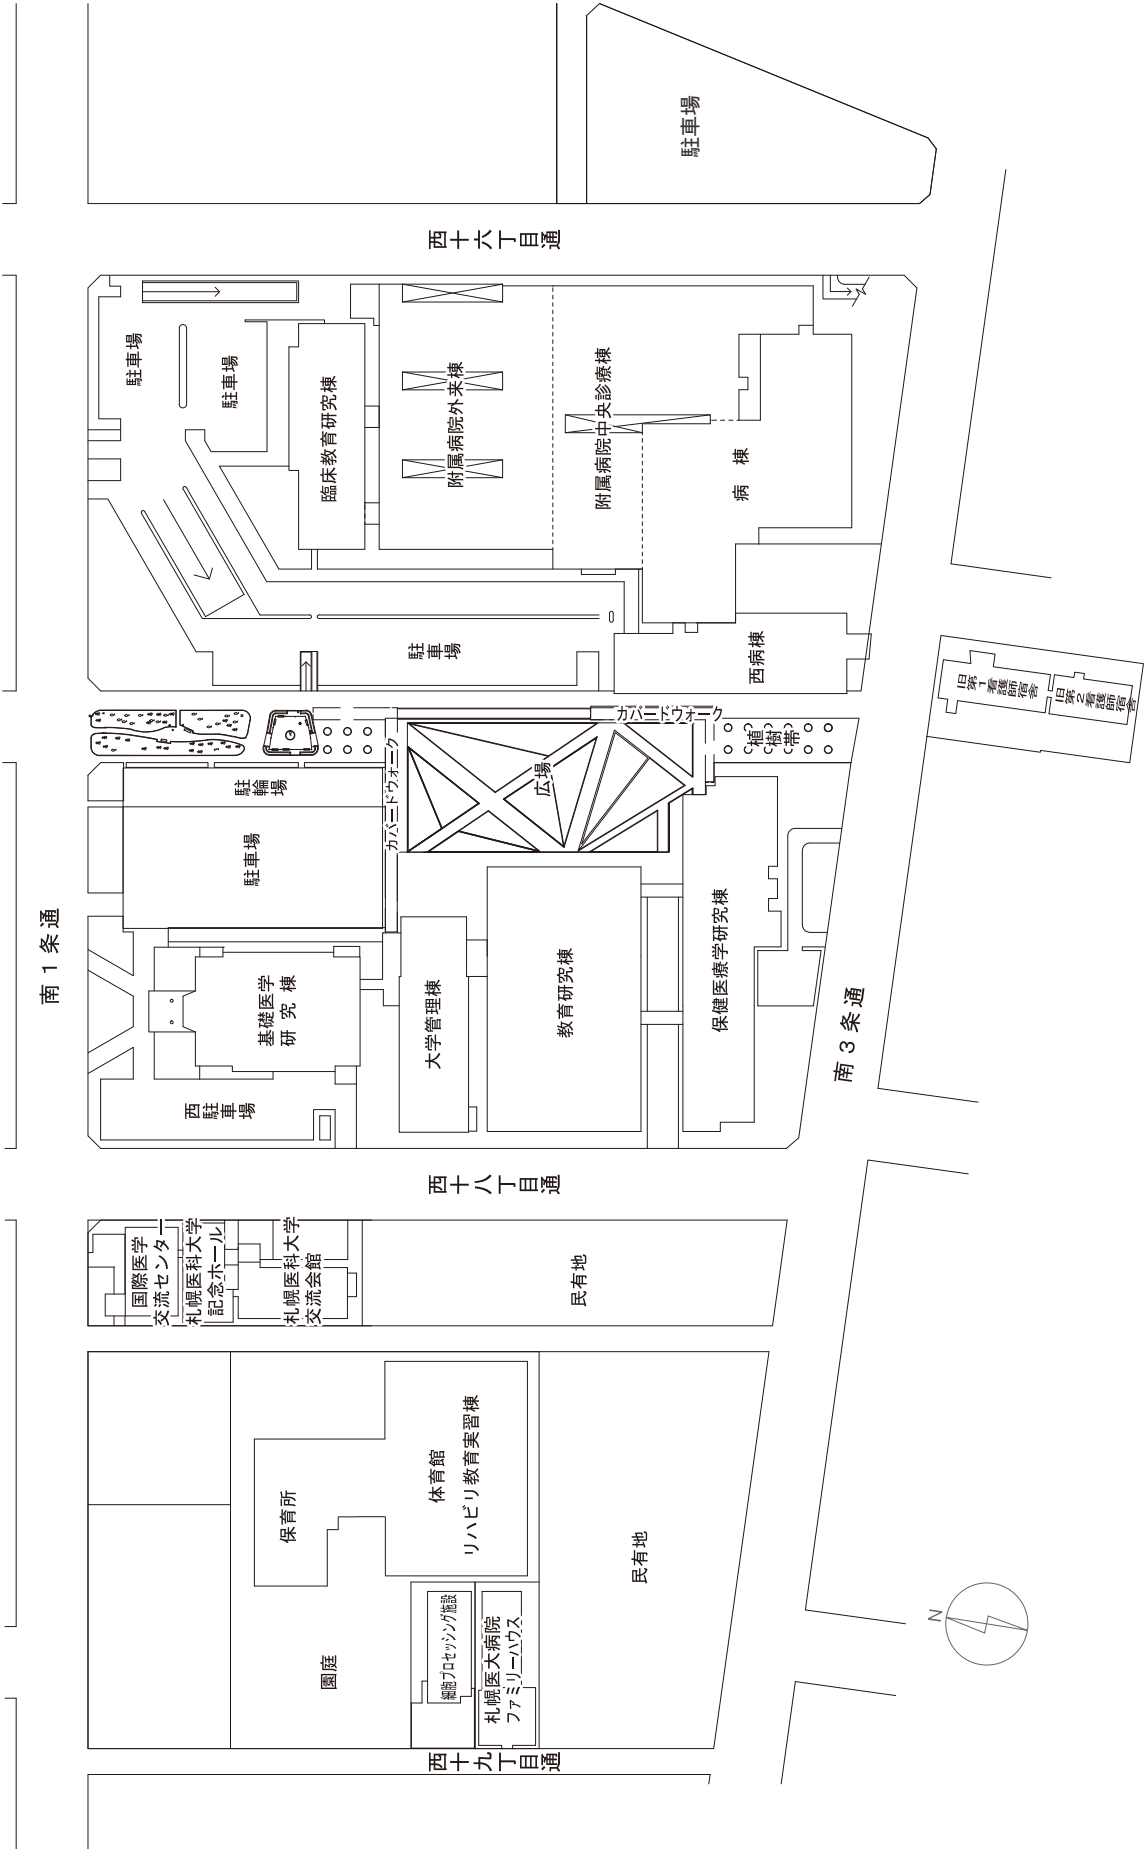 駐車場
西十六丁目通
駐車場
駐車場
臨床教育研究棟
附属病院外来棟
附属病院中央診療棟
病棟
駐車場
西病棟
旧第1看護師宿舎
旧第2看護師宿舎
カバードウォーク
植樹帯
駐輪場
カバードウォーク
広場
駐車場
南1条通
基礎医学
研究棟
大学管理棟
教育研究棟
保健医療学研究棟
南3条通
西駐車場
西十八丁目通
国際医学
交流センター
札幌医科大学
記念ホール
札幌医科大学
交流会館
民有地
保育所
体育館
リハビリ教育実習棟
民有地
園庭
細胞プロセッシング施設
札幌医大病院
ファミリーハウス
N
西十九丁目通